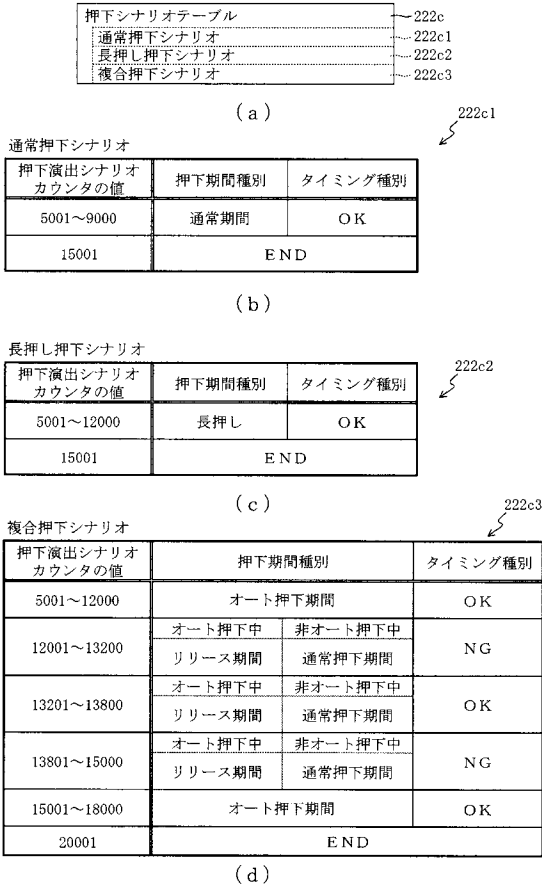 押下シナリオテーブル 222c
通常押下シナリオ 222c1
長押し押下シナリオ 222c2
複合押下シナリオ 222c3
(a)
222c1
通常押下シナリオ
押下演出シナリオ
カウンタの値
押下期間種別
タイミング種別
5001~9000 通常期間 OK
15001 END
(b)
長押し押下シナリオ
222c2
押下演出シナリオ
カウンタの値
押下期間種別
タイミング種別
5001~12000 長押し OK
15001 END
(c)
222c3
複合押下シナリオ
押下演出シナリオ
カウンタの値
押下期間種別
タイミング種別
5001~12000 オート押下期間 OK
12001~13200
オート押下中 非オート押下中
リリース期間 通常押下期間
NG
13201~13800
オート押下中 非オート押下中
リリース期間 通常押下期間
OK
13801~15000
オート押下中 非オート押下中
リリース期間 通常押下期間
NG
15001~18000 オート押下期間 OK
20001 END
(d)